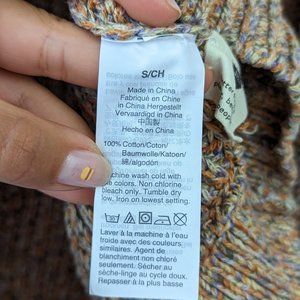 S/CH
Made in China
Fabriqué en Chine
in China Hergestellt
Vervaardigd in China
中国製
Hecho en China
100% Cotton/Coton/
Baumwolle/Katoen/
綿/algodón
machine wash cold with
like colors. Non chlorine
bleach only. Tumble dry
low. Iron on lowest setting.
Laver à la machine à l'eau
froide avec des couleurs
similaires. Agent de
blanchiment non chloré
seulement. Sécher au
sèche-linge au cycle doux.
Repasser à la plus basse